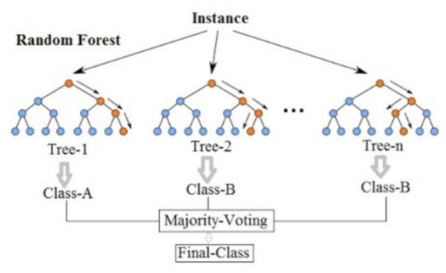 Instance
Random Forest
...
Tree-1
Tree-2
Tree-n
Class-A
Class-B
Class-B
Majority-Voting
Final-Class